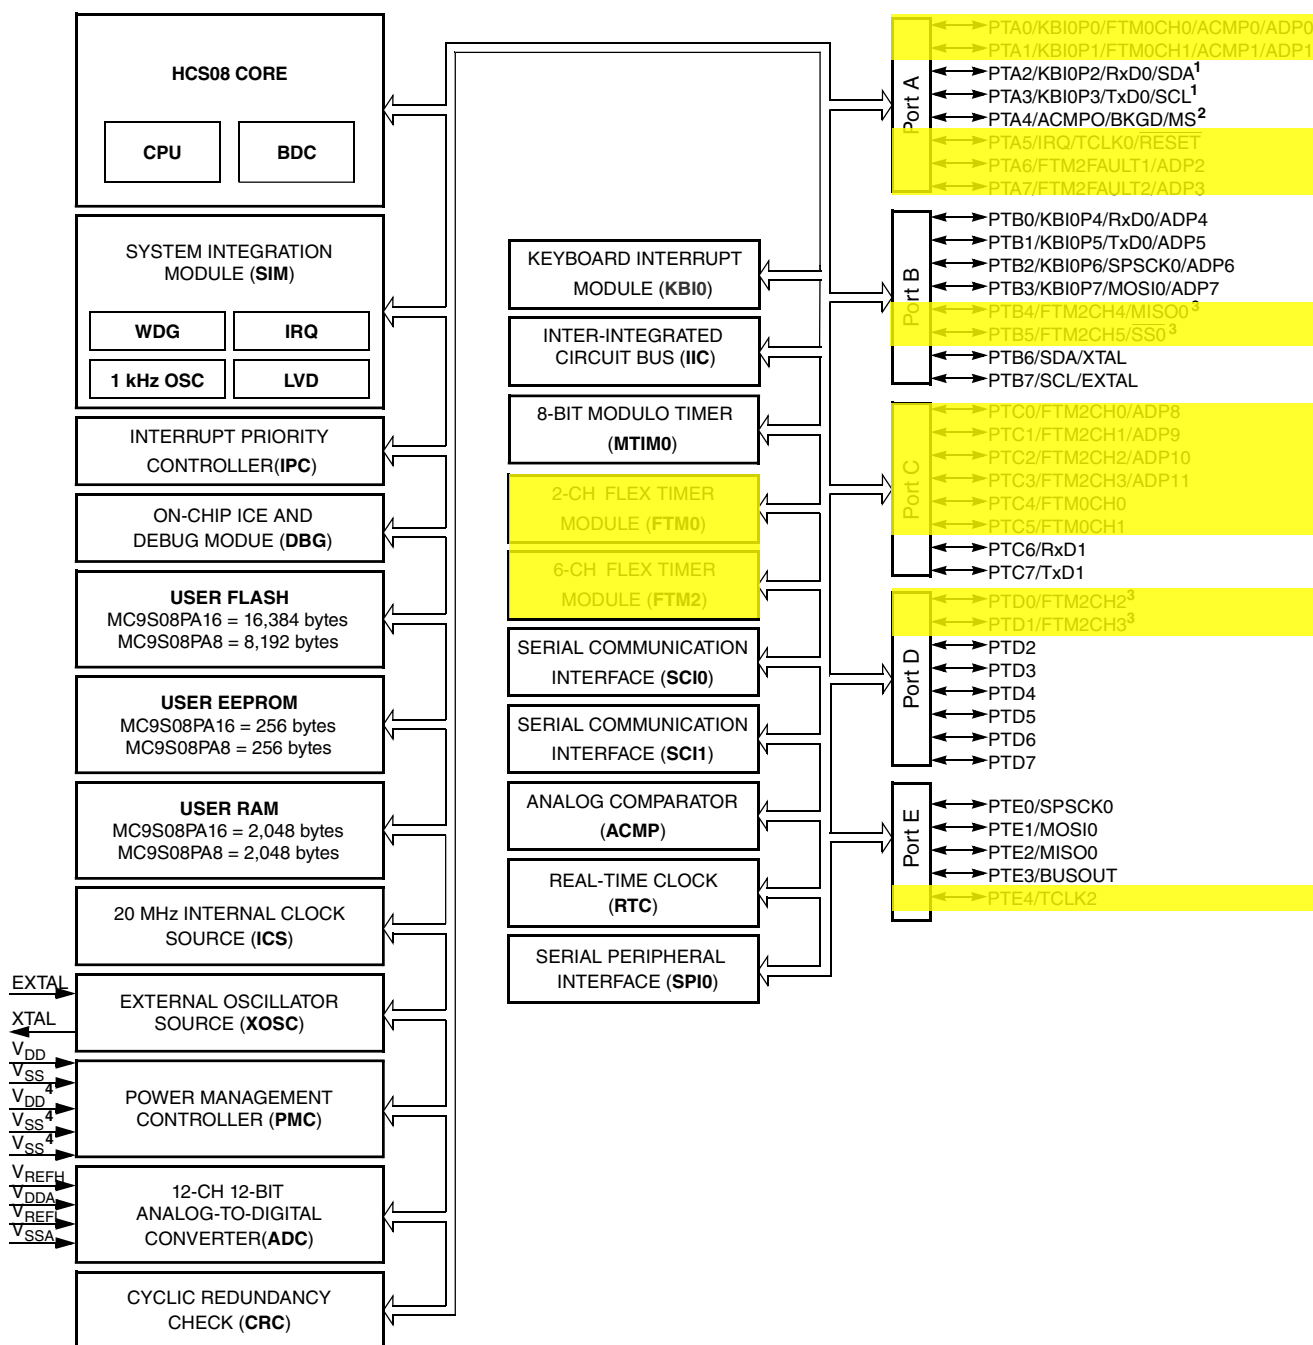 HCS08 CORE
CPU
BDC
SYSTEM INTEGRATION
MODULE (SIM)
WDG
IRQ
1 kHz OSC
LVD
INTERRUPT PRIORITY
CONTROLLER(IPC)
ON-CHIP ICE AND
DEBUG MODUE (DBG)
USER FLASH
MC9S08PA16 = 16,384 bytes
MC9S08PA8 = 8,192 bytes
USER EEPROM
MC9S08PA16 = 256 bytes
MC9S08PA8 = 256 bytes
USER RAM
MC9S08PA16 = 2,048 bytes
MC9S08PA8 = 2,048 bytes
20 MHz INTERNAL CLOCK
SOURCE (ICS)
EXTAL
XTAL
EXTERNAL OSCILLATOR
SOURCE (XOSC)
VDD
VSS
VDD4
VSS4
VSS4
POWER MANAGEMENT
CONTROLLER (PMC)
VREFH
VDDA
VREFL
VSSA
12-CH 12-BIT
ANALOG-TO-DIGITAL
CONVERTER(ADC)
CYCLIC REDUNDANCY
CHECK (CRC)
KEYBOARD INTERRUPT
MODULE (KBI0)
INTER-INTEGRATED
CIRCUIT BUS (IIC)
8-BIT MODULO TIMER
(MTIM0)
2-CH FLEX TIMER
MODULE (FTM0)
6-CH FLEX TIMER
MODULE (FTM2)
SERIAL COMMUNICATION
INTERFACE (SCI0)
SERIAL COMMUNICATION
INTERFACE (SCI1)
ANALOG COMPARATOR
(ACMP)
REAL-TIME CLOCK
(RTC)
SERIAL PERIPHERAL
INTERFACE (SPI0)
Port A
PTA0/KBI0P0/FTM0CH0/ACMP0/ADP0
PTA1/KBI0P1/FTM0CH1/ACMP1/ADP1
PTA2/KBI0P2/RxD0/SDA1
PTA3/KBI0P3/TxD0/SCL1
PTA4/ACMPO/BKGD/MS2
PTA5/IRQ/TCLK0/RESET
PTA6/FTM2FAULT1/ADP2
PTA7/FTM2FAULT2/ADP3
Port B
PTB0/KBI0P4/RxD0/ADP4
PTB1/KBI0P5/TxD0/ADP5
PTB2/KBI0P6/SPSCK0/ADP6
PTB3/KBI0P7/MOSI0/ADP7
PTB4/FTM2CH4/MISO0 3
PTB5/FTM2CH5/SS0 3
PTB6/SDA/XTAL
PTB7/SCL/EXTAL
Port C
PTC0/FTM2CH0/ADP8
PTC1/FTM2CH1/ADP9
PTC2/FTM2CH2/ADP10
PTC3/FTM2CH3/ADP11
PTC4/FTM0CH0
PTC5/FTM0CH1
PTC6/RxD1
PTC7/TxD1
Port D
PTD0/FTM2CH23
PTD1/FTM2CH33
PTD2
PTD3
PTD4
PTD5
PTD6
PTD7
Port E
PTE0/SPSCK0
PTE1/MOSI0
PTE2/MISO0
PTE3/BUSOUT
PTE4/TCLK2